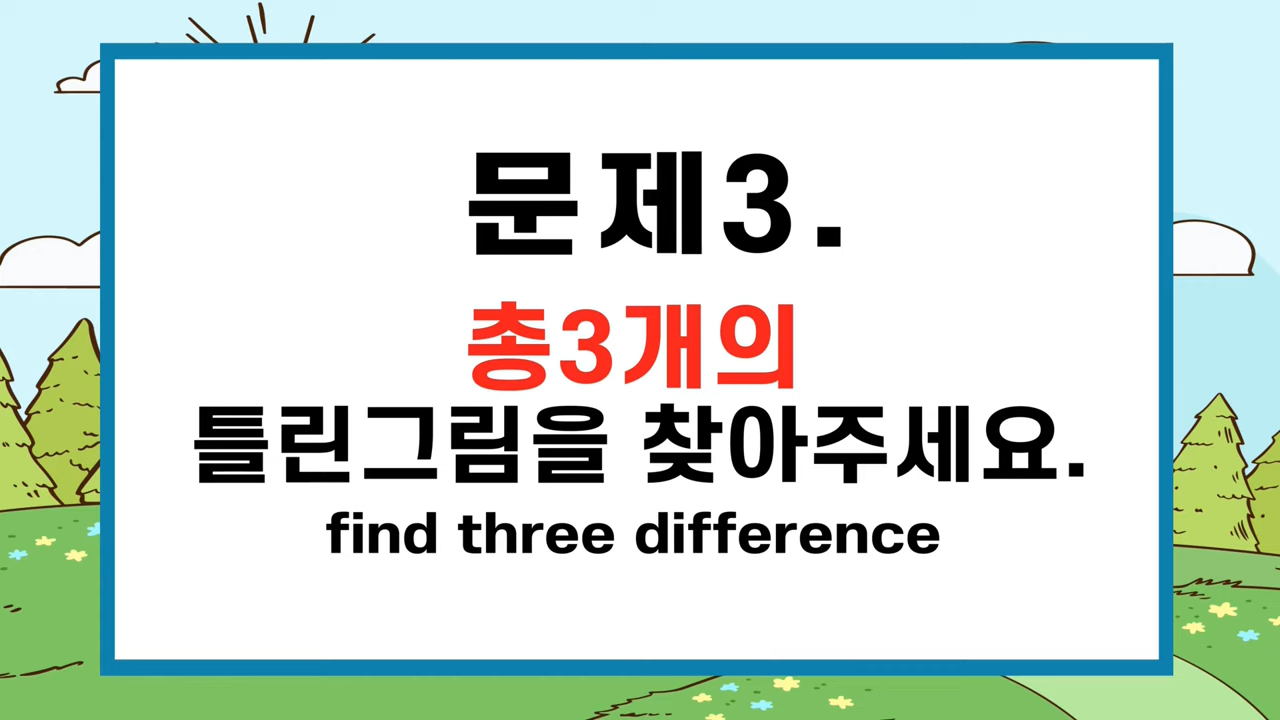 문제3.
총3개의
틀린그림을 찾아주세요.
find three difference